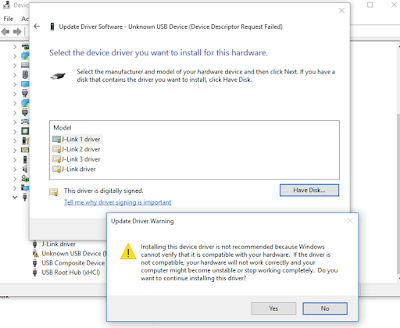 Devic
File Action
Update Driver Software - Unknown USB Device (Device Descriptor Request Failed)
Select the device driver you want to install for this hardware.
Select the manufacturer and model of your hardware device and then click Next. If you have a
disk that contains the driver you want to install, click Have Disk.
Model
J-Link 1 driver
J-Link 2 driver
J-Link 3 driver
J-Link driver
This driver is digitally signed.
Tell me why driver signing is important
Have Disk...
Update Driver Warning
Installing this device driver is not recommended because Windows
cannot verify that it is compatible with your hardware. If the driver
is not compatible, your hardware will not work correctly and your
computer might become unstable or stop working completely. Do you
want to continue installing this driver?
Yes No
J-Link driver
Unknown USB Device (
USB Composite Device
USB Root Hub (xHCI)